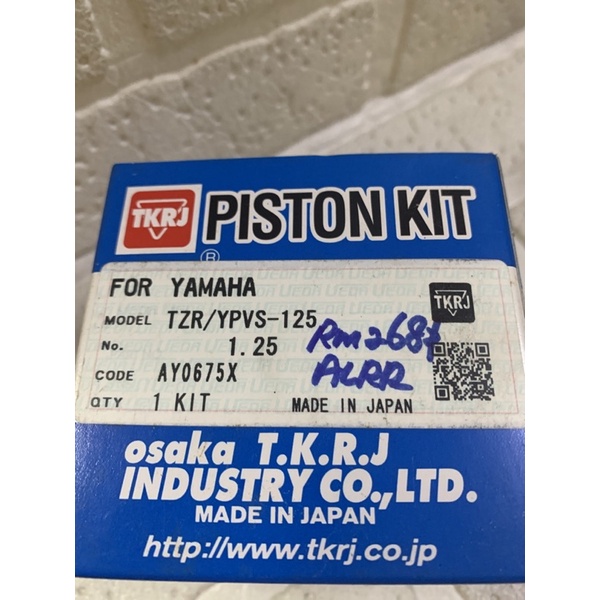 TKRJ PISTON KIT
®
FOR YAMAHA
TKRJ
MODEL TZR/YPVS-125
No. 1.25
CODE AY0675X
QTY 1 KIT MADE IN JAPAN
osaka T.K.R.J
INDUSTRY CO.,LTD.
MADE IN JAPAN
http://www.tkrj.co.jp